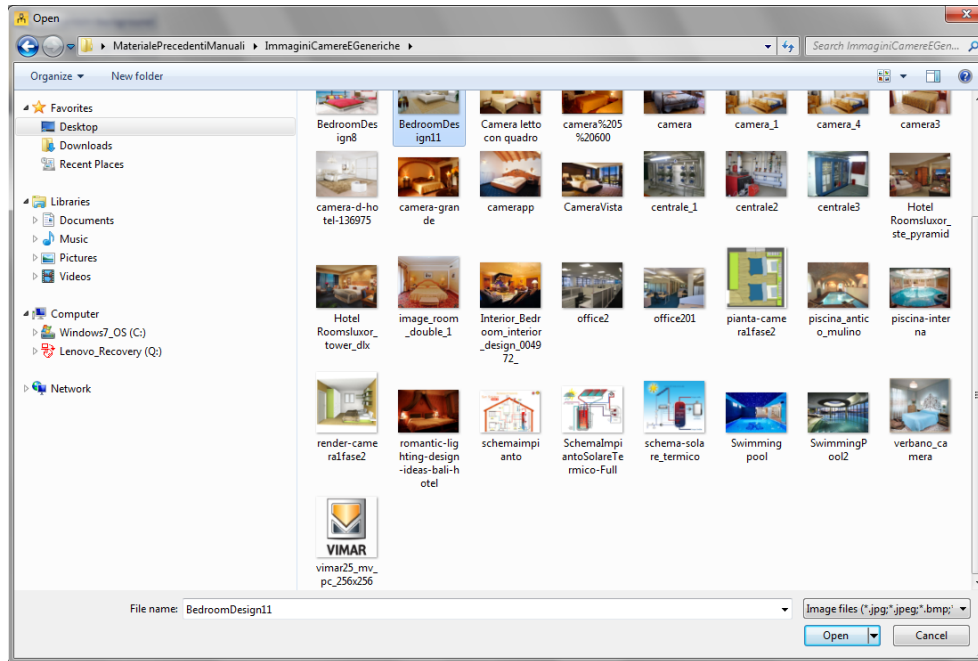 Open
MaterialePrecedentiManuali
ImmaginiCamereEGeneriche
Search ImmaginiCamereEGen...
Organize
New folder
Favorites
Desktop
Downloads
Recent Places
Libraries
Documents
Music
Pictures
Videos
Computer
Windows7_OS (C:)
Lenovo_Recovery (Q:)
Network
BedroomDes
ign8
BedroomDes
ign11
Camera letto
con quadro
camera%205
%20600
camera
camera_1
camera_4
camera3
camera-d-ho
tel-136975
camera-gran
de
camerapp
CameraVista
centrale_1
centrale2
centrale3
Hotel
Roomsluxor_
ste_pyramid
Hotel
Roomsluxor_
tower_dlx
image_room
_double_1
Interior_Bedr
oom_interior
_design_0049
72_
office2
office201
pianta-came
ra1fase2
piscina_antic
o_mulino
piscina-inter
na
render-came
ra1fase2
romantic-lig
hting-design
-ideas-bali-h
otel
schemaimpi
anto
SchemaImpi
antoSolareTe
rmico-Full
schema-sola
re_termico
Swimming
pool
SwimmingP
ool2
verbano_ca
mera
VIMAR
vimar25_mv_
pc_256x256
File name:
BedroomDesign11
Image files (*.jpg;*.jpeg;*.bmp;*
Open
Cancel